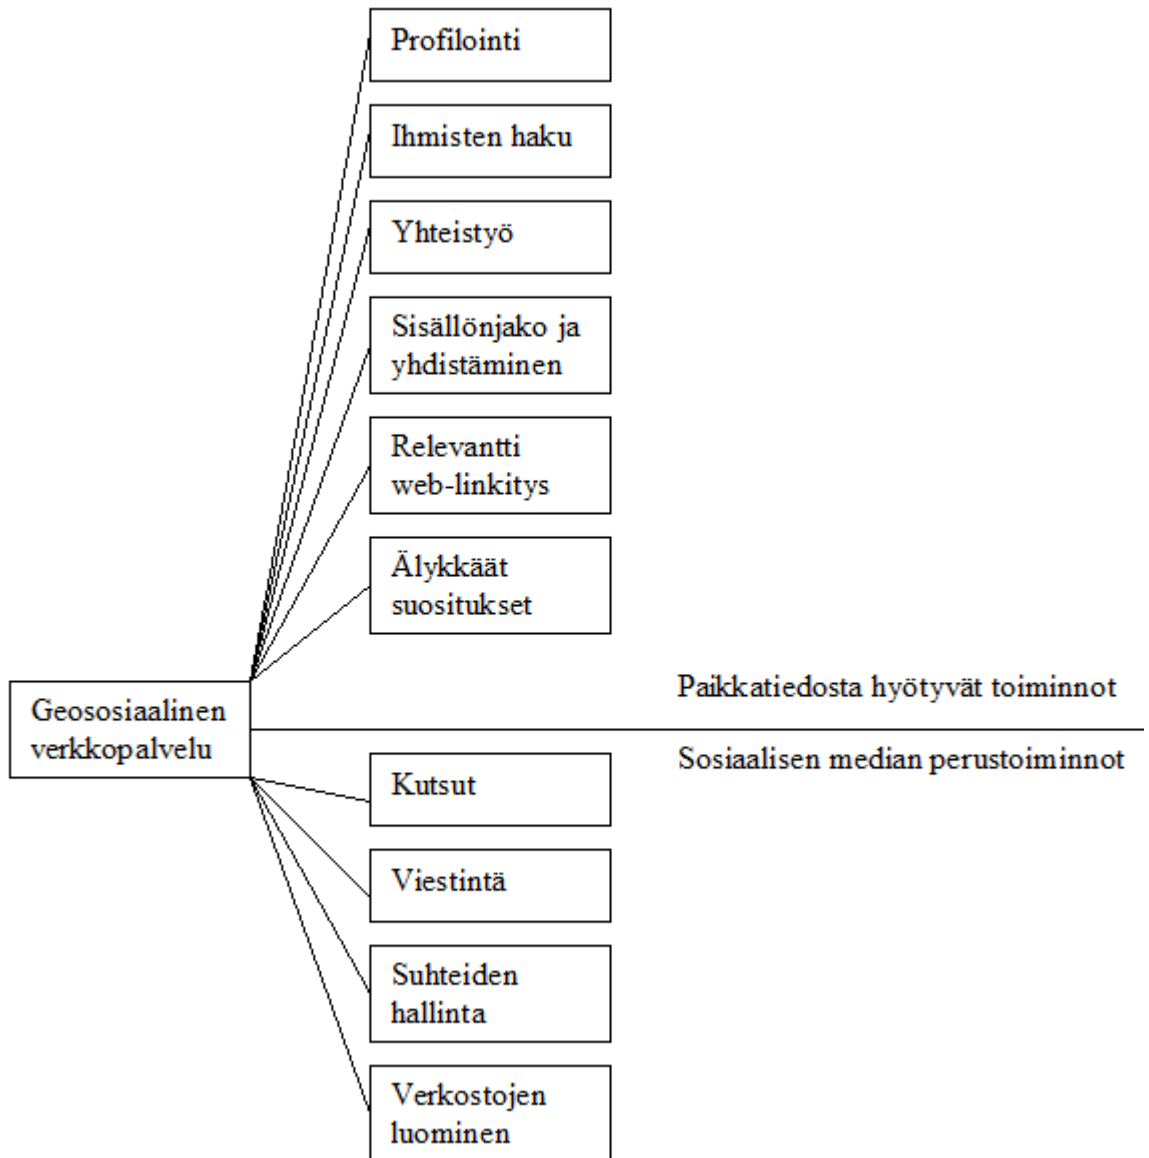 Profilointi
Ihmisten haku
Yhteistyö
Sisällönjako ja
yhdistäminen
Relevantti
web-linkitys
Älykkäät
suositukset
Geososiaalinen
verkkopalvelu
Paikkatiedosta hyötyvät toiminnot
Sosiaalisen median perustoiminnot
Kutsut
Viestintä
Suhteiden
hallinta
Verkostojen
luominen